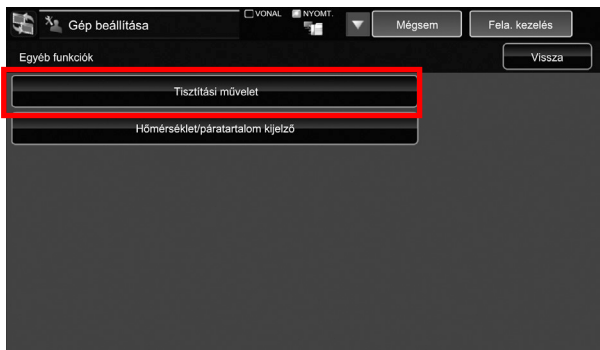 Gép beállítása
VONAL
NYOMT.
Mégsem
Fela. kezelés
Egyéb funkciók
Vissza
Tisztítási művelet
Hőmérséklet/páratartalom kijelző